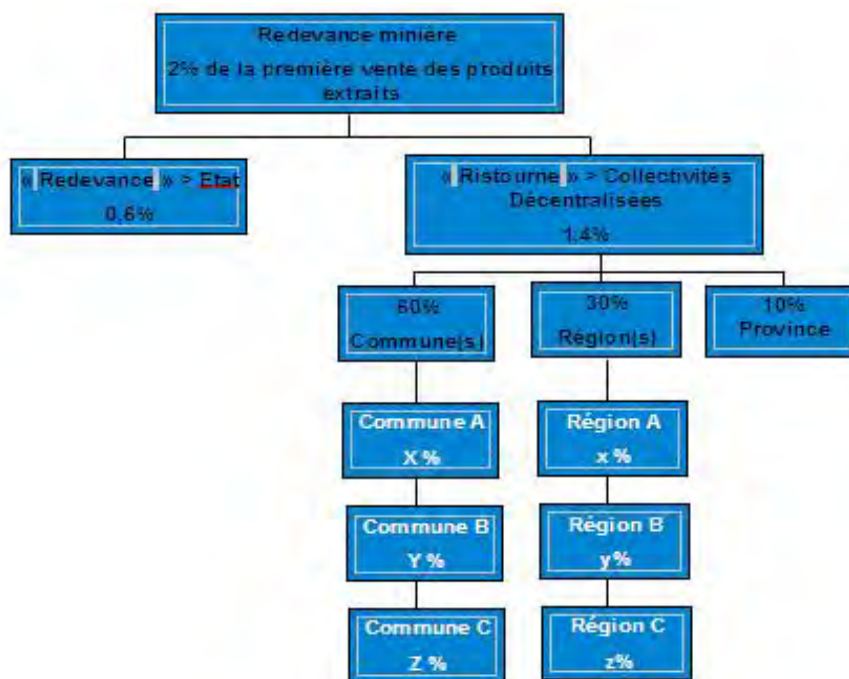 Redevance minière
2% de la première vente des produits
extraits
« Redevance » > Etat
0,6%
« Ristourne » > Collectivités
Décentralisées
1,4%
60%
Commune(s)
30%
Région(s)
10%
Province
Commune A
X %
Région A
x %
Commune B
Y %
Région B
y%
Commune C
Z %
Région C
z%